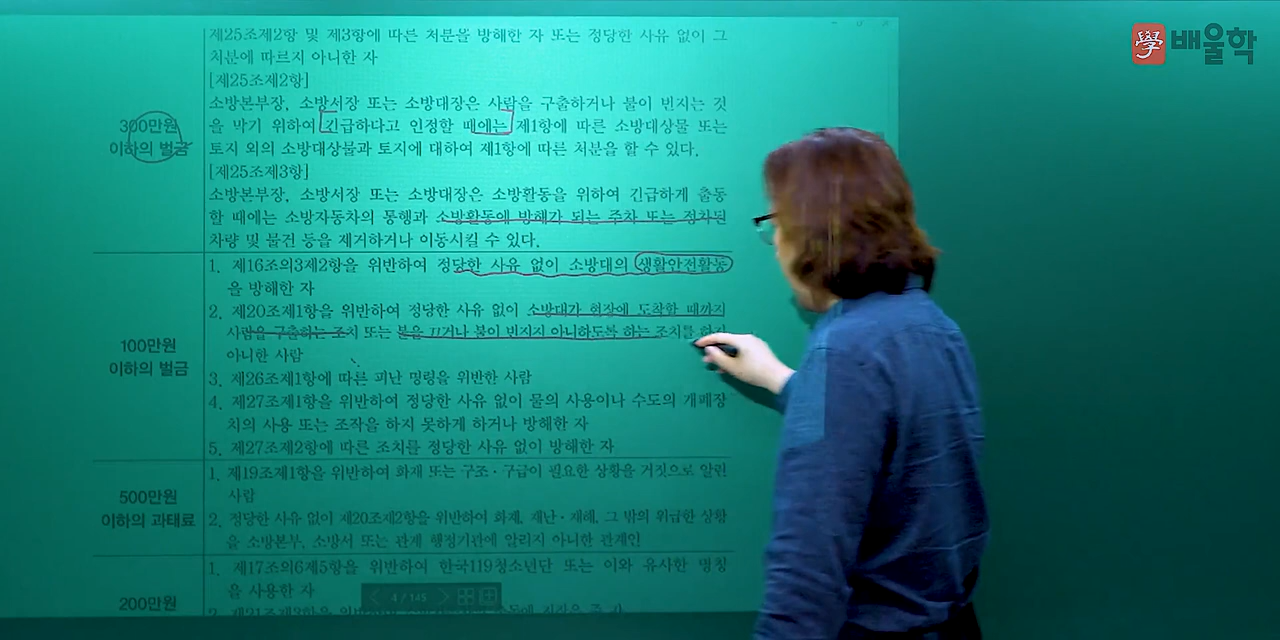 學 배울학
제25조제2항 및 제3항에 따른 처분을 방해한 자 또는 정당한 사유 없이 그
처분에 따르지 아니한 자
[제25조제2항]
소방본부장, 소방서장 또는 소방대장은 사람을 구출하거나 불이 번지는 것
300만원
을 막기 위하여 긴급하다고 인정할 때에는 제1항에 따른 소방대상물 또는
이하의 벌금
토지 외의 소방대상물과 토지에 대하여 제1항에 따른 처분을 할 수 있다.
[제25조제3항]
소방본부장, 소방서장 또는 소방대장은 소방활동을 위하여 긴급하게 출동
할 때에는 소방자동차의 통행과 소방활동에 방해가 되는 주차 또는 정차된
차량 및 물건 등을 제거하거나 이동시킬 수 있다.
1. 제16조의3제2항을 위반하여 정당한 사유 없이 소방대의 생활안전활동
을 방해한 자
2. 제20조제1항을 위반하여 정당한 사유 없이 소방대가 현장에 도착할 때까지
사람을 구출하는 조치 또는 불을 끄거나 불이 번지지 아니하도록 하는 조치를 하지
아니한 사람
100만원
이하의 벌금
3. 제26조제1항에 따른 피난 명령을 위반한 사람
4. 제27조제1항을 위반하여 정당한 사유 없이 물의 사용이나 수도의 개폐장
치의 사용 또는 조작을 하지 못하게 하거나 방해한 자
5. 제27조제2항에 따른 조치를 정당한 사유 없이 방해한 자
1. 제19조제1항을 위반하여 화재 또는 구조·구급이 필요한 상황을 거짓으로 알린
사람
500만원
이하의 과태료
2. 정당한 사유 없이 제20조제2항을 위반하여 화재, 재난·재해, 그 밖의 위급한 상황
을 소방본부, 소방서 또는 관계 행정기관에 알리지 아니한 관계인
1. 제17조의6제5항을 위반하여 한국119청소년단 또는 이와 유사한 명칭
을 사용한 자
200만원
4 / 145